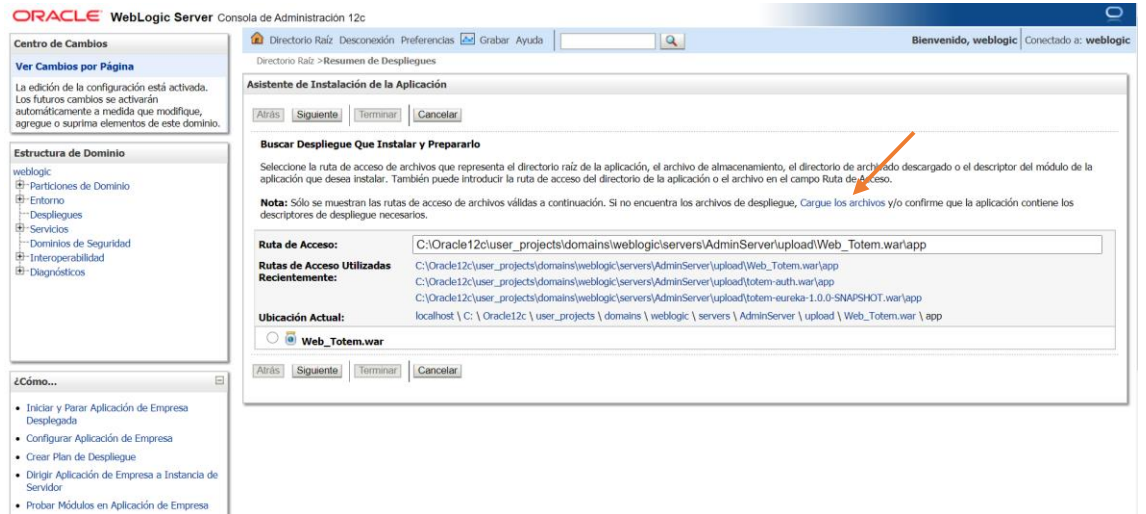 ORACLE WebLogic Server Consola de Administración 12c
Centro de Cambios
Ver Cambios por Página
La edición de la configuración está activada.
Los futuros cambios se activarán
automáticamente a medida que modifique,
agregue o suprima elementos de este dominio.
Estructura de Dominio
weblogic
Particiones de Dominio
Entorno
Despliegues
Servicios
Dominios de Seguridad
Interoperabilidad
Diagnósticos
¿Cómo...
Iniciar y Parar Aplicación de Empresa
Desplegada
Configurar Aplicación de Empresa
Crear Plan de Despliegue
Dirigir Aplicación de Empresa a Instancia de
Servidor
Probar Módulos en Aplicación de Empresa
Directorio Raíz Desconexión Preferencias Grabar Ayuda
Bienvenido, weblogic Conectado a: weblogic
Directorio Raíz >Resumen de Despliegues
Asistente de Instalación de la Aplicación
Atrás Siguiente Terminar Cancelar
Buscar Despliegue Que Instalar y Prepararlo
Seleccione la ruta de acceso de archivos que representa el directorio raíz de la aplicación, el archivo de almacenamiento, el directorio de archivado descargado o el descriptor del módulo de la
aplicación que desea instalar. También puede introducir la ruta de acceso del directorio de la aplicación o el archivo en el campo Ruta de Acceso.
Nota: Sólo se muestran las rutas de acceso de archivos válidas a continuación. Si no encuentra los archivos de despliegue, Cargue los archivos y/o confirme que la aplicación contiene los
descriptores de despliegue necesarios.
Ruta de Acceso: C:\Oracle12c\user_projects\domains\weblogic\servers\AdminServer\upload\Web_Totem.war\app
Rutas de Acceso Utilizadas C:\Oracle12c\user_projects\domains\weblogic\servers\AdminServer\upload\Web_Totem.war\app
Recientemente: C:\Oracle12c\user_projects\domains\weblogic\servers\AdminServer\upload\totem-auth.war\app
C:\Oracle12c\user_projects\domains\weblogic\servers\AdminServer\upload\totem-eureka-1.0.0-SNAPSHOT.war\app
Ubicación Actual: localhost \ C: \ Oracle12c \ user_projects \ domains \ weblogic \ servers \ AdminServer \ upload \ Web_Totem.war \ app
Web_Totem.war
Atrás Siguiente Terminar Cancelar